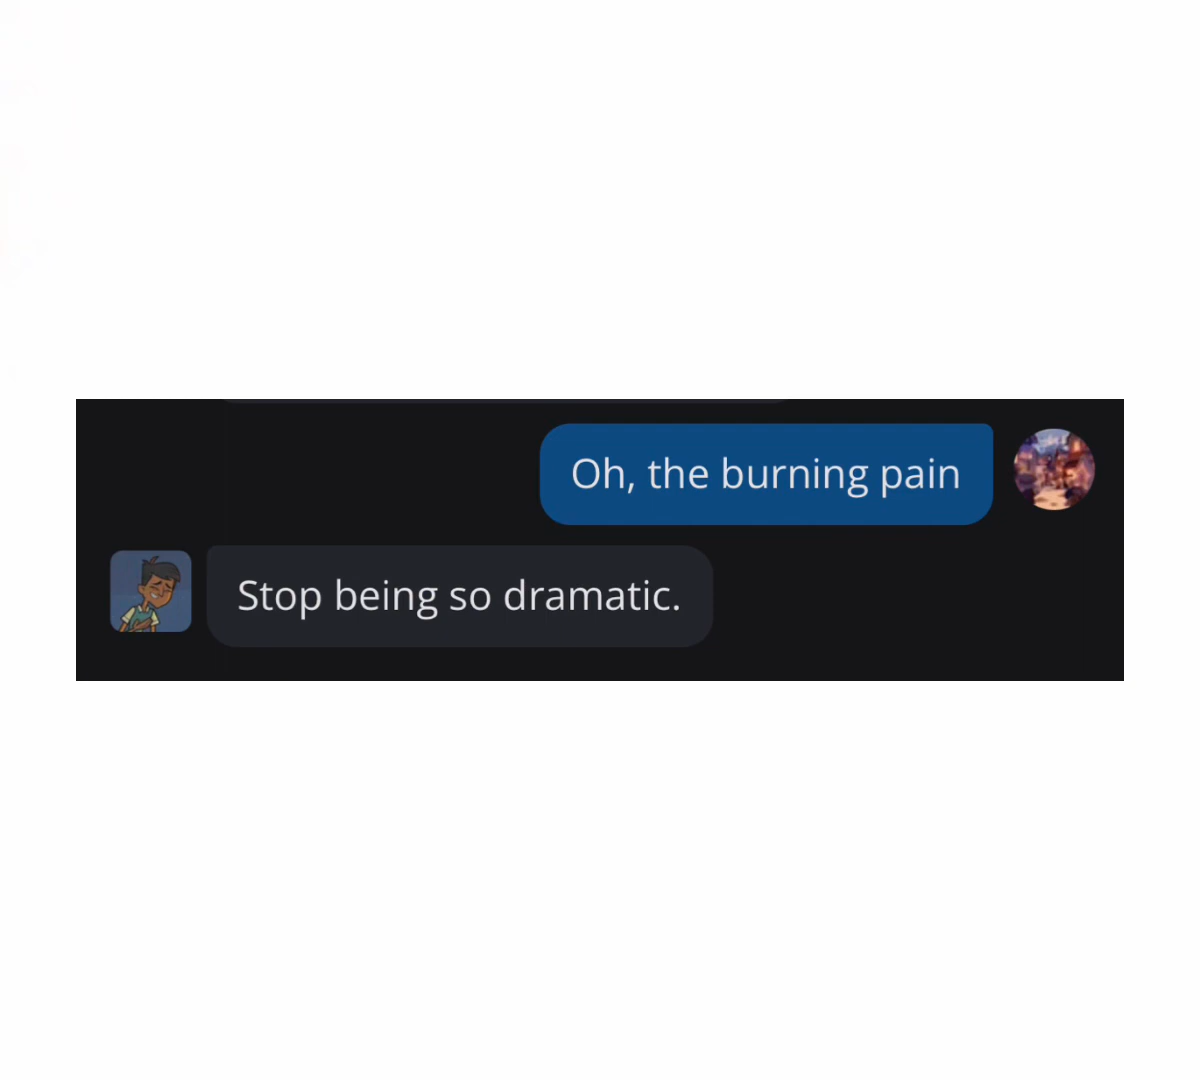 Oh, the burning pain
Stop being so dramatic.